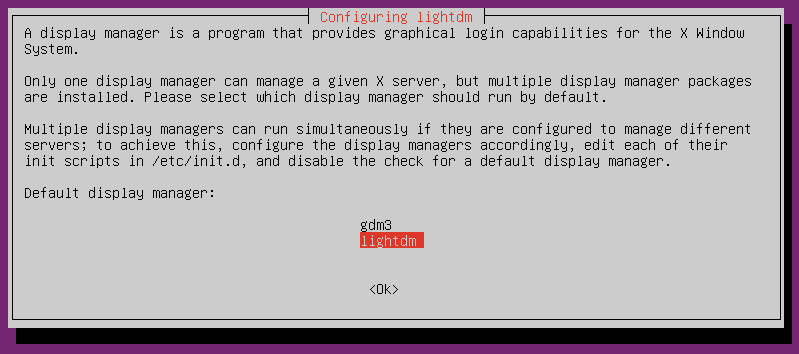 Configuring lightdm
A display manager is a program that provides graphical login capabilities for the X Window
System.
Only one display manager can manage a given X server, but multiple display manager packages
are installed. Please select which display manager should run by default.
Multiple display managers can run simultaneously if they are configured to manage different
servers; to achieve this, configure the display managers accordingly, edit each of their
init scripts in /etc/init.d, and disable the check for a default display manager.
Default display manager:
gdm3
lightdm
<Ok>